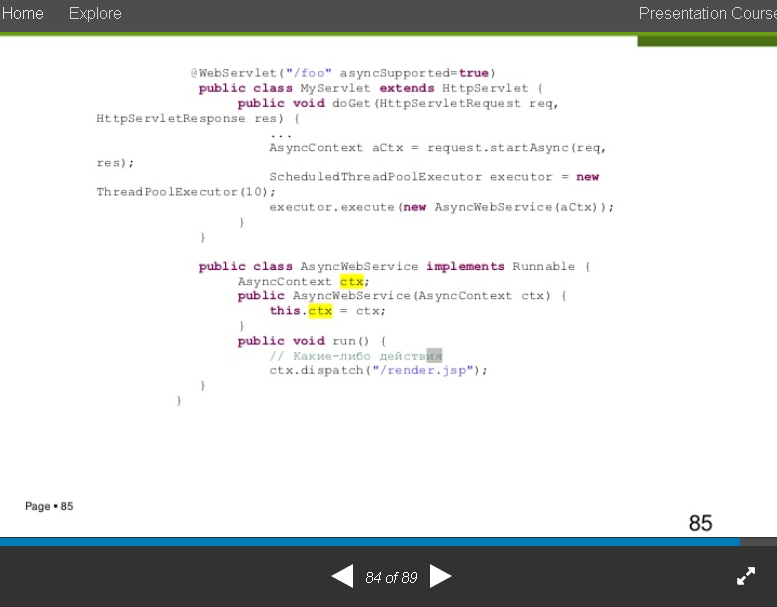 Home Explore Presentation Course
@WebServlet("/foo" asyncSupported=true)
public class MyServlet extends HttpServlet {
public void doGet(HttpServletRequest req,
HttpServletResponse res) {
...
AsyncContext aCtx = request.startAsync(req,
res);
ScheduledThreadPoolExecutor executor = new
ThreadPoolExecutor(10);
executor.execute(new AsyncWebService(aCtx));
}
}
public class AsyncWebService implements Runnable {
AsyncContext ctx;
public AsyncWebService(AsyncContext ctx) {
this.ctx = ctx;
}
public void run() {
// Какие-либо действия
ctx.dispatch("/render.jsp");
}
}
Page • 85
85
84 of 89